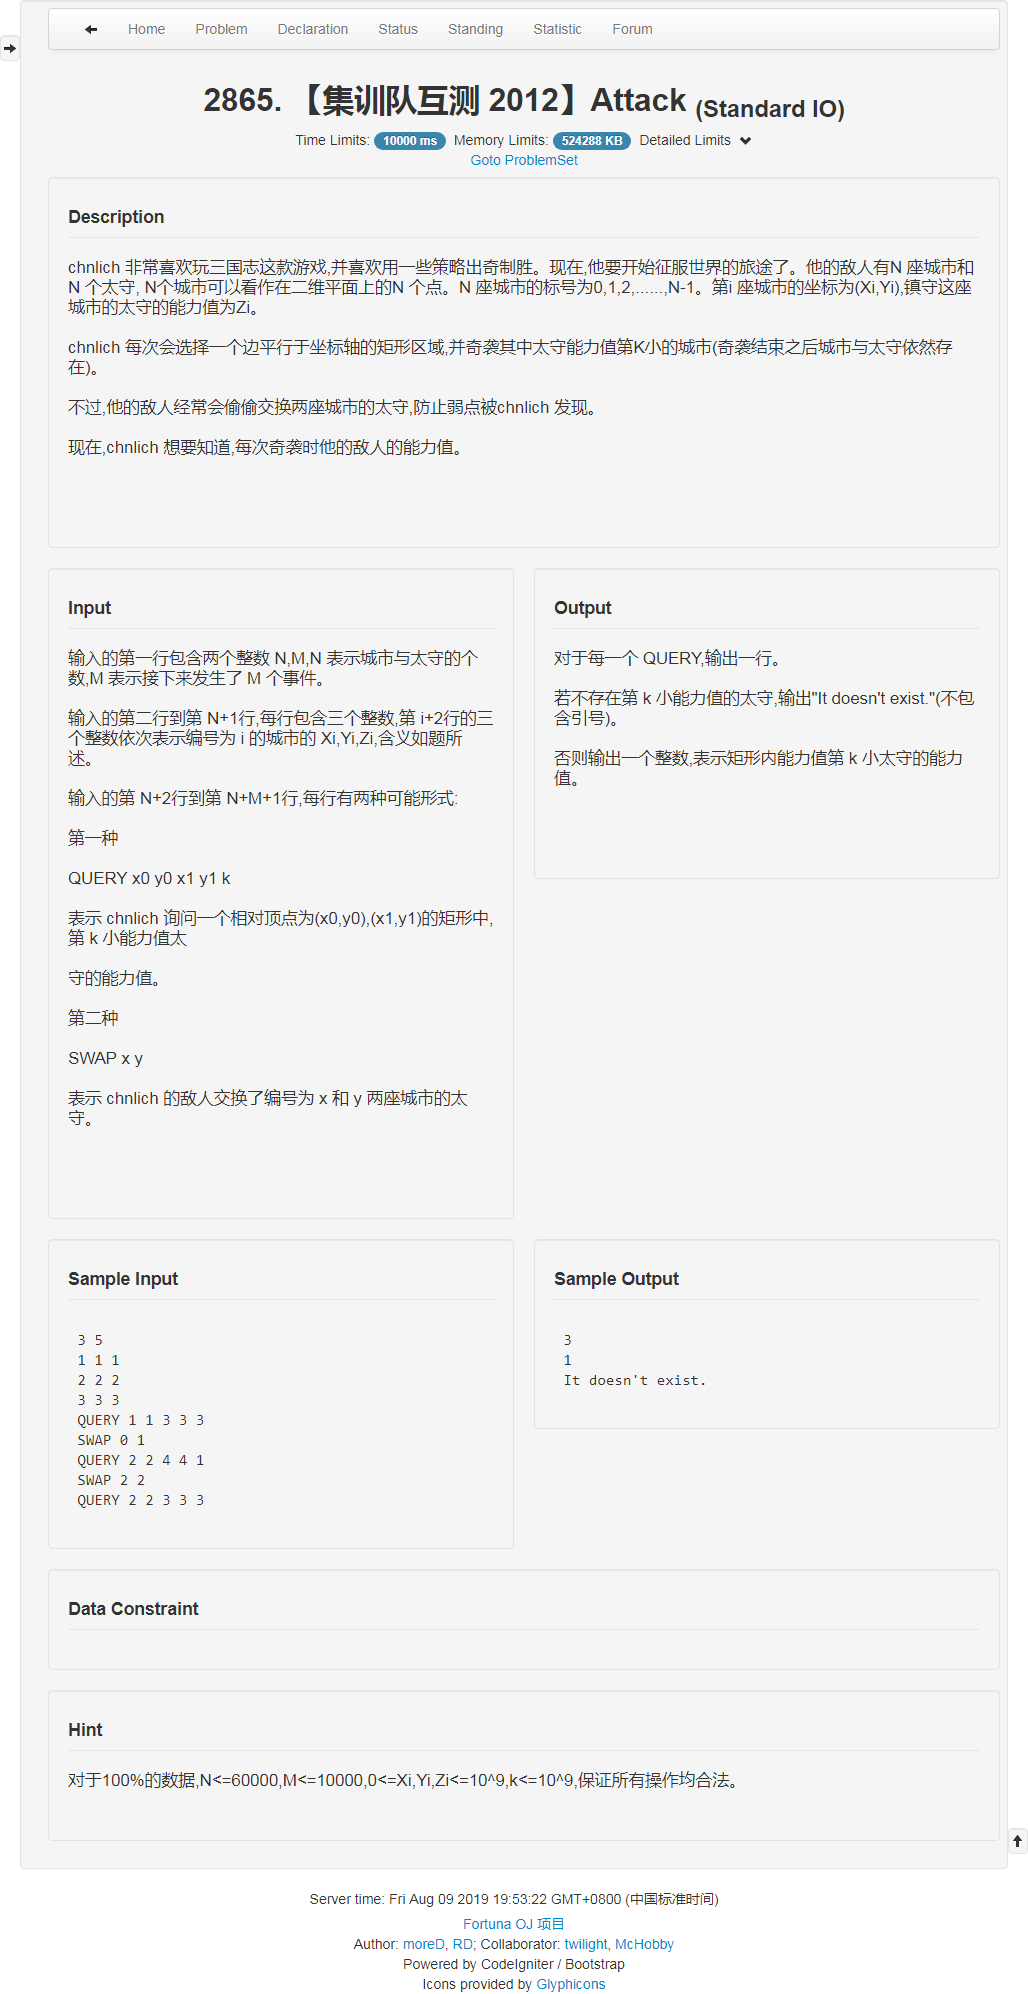 Home Problem Declaration Status Standing Statistic Forum
2865. 【集训队互测 2012】Attack (Standard IO)
Time Limits: 10000 ms Memory Limits: 524288 KB Detailed Limits
Goto ProblemSet
Description
chnlich 非常喜欢玩三国志这款游戏,并喜欢用一些策略出奇制胜。现在,他要开始征服世界的旅途了。他的敌人有N 座城市和
N 个太守, N个城市可以看作在二维平面上的N 个点。N 座城市的标号为0,1,2,......,N-1。第i 座城市的坐标为(Xi,Yi),镇守这座
城市的太守的能力值为Zi。
chnlich 每次会选择一个边平行于坐标轴的矩形区域,并奇袭其中太守能力值第K小的城市(奇袭结束之后城市与太守依然存
在)。
不过,他的敌人经常会偷偷交换两座城市的太守,防止弱点被chnlich 发现。
现在,chnlich 想要知道,每次奇袭时他的敌人的能力值。
Input
输入的第一行包含两个整数 N,M,N 表示城市与太守的个
数,M 表示接下来发生了 M 个事件。
输入的第二行到第 N+1行,每行包含三个整数,第 i+2行的三
个整数依次表示编号为 i 的城市的 Xi,Yi,Zi,含义如题所
述。
输入的第 N+2行到第 N+M+1行,每行有两种可能形式:
第一种
QUERY x0 y0 x1 y1 k
表示 chnlich 询问一个相对顶点为(x0,y0),(x1,y1)的矩形中,
第 k 小能力值太
守的能力值。
第二种
SWAP x y
表示 chnlich 的敌人交换了编号为 x 和 y 两座城市的太
守。
Output
对于每一个 QUERY,输出一行。
若不存在第 k 小能力值的太守,输出"It doesn't exist."(不包
含引号)。
否则输出一个整数,表示矩形内能力值第 k 小太守的能力
值。
Sample Input
3 5
1 1 1
2 2 2
3 3 3
QUERY 1 1 3 3 3
SWAP 0 1
QUERY 2 2 4 4 1
SWAP 2 2
QUERY 2 2 3 3 3
Sample Output
3
1
It doesn't exist.
Data Constraint
Hint
对于100%的数据,N<=60000,M<=10000,0<=Xi,Yi,Zi<=10^9,k<=10^9,保证所有操作均合法。
Server time: Fri Aug 09 2019 19:53:22 GMT+0800 (中国标准时间)
Fortuna OJ 项目
Author: moreD, RD; Collaborator: twilight, McHobby
Powered by CodeIgniter / Bootstrap
Icons provided by Glyphicons